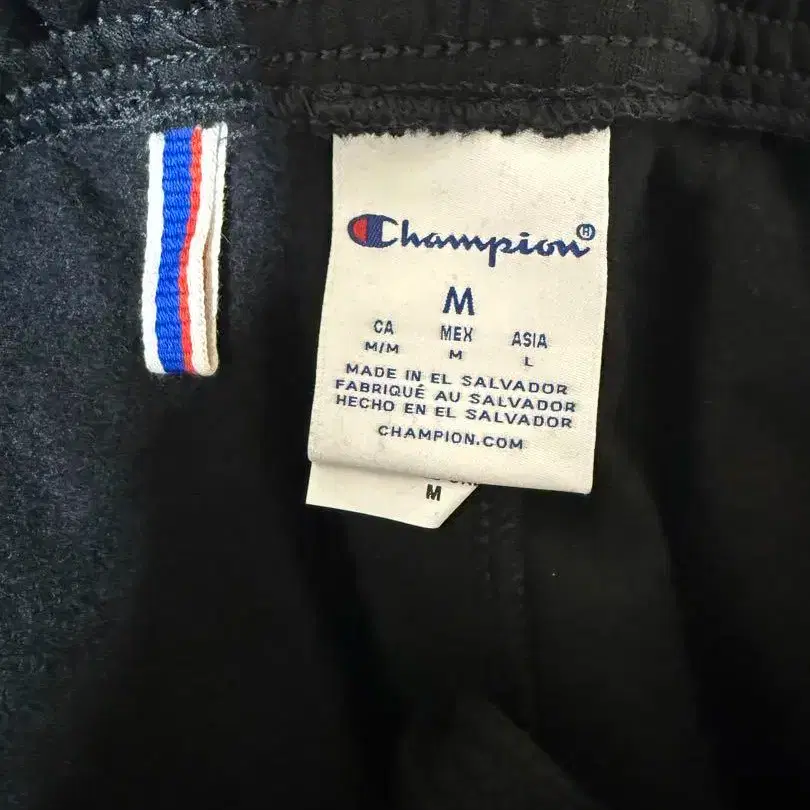 Champion®
M
CA MEX ASIA
M/M M L
MADE IN EL SALVADOR
FABRIQUÉ AU SALVADOR
HECHO EN EL SALVADOR
CHAMPION.COM
M